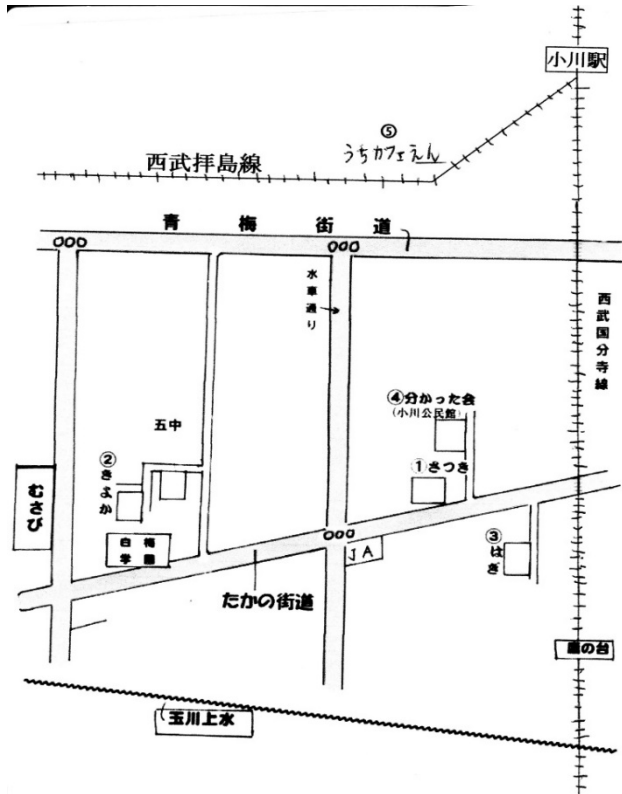 小川駅
⑤
うちカフェえん
西武拝島線
青梅街道
水車通り
西武国分寺線
④分かった会
(小川公民館)
五中
②きよか
①さつき
むさび
白梅
学園
JA
③はぎ
たかの街道
鷹の台
玉川上水